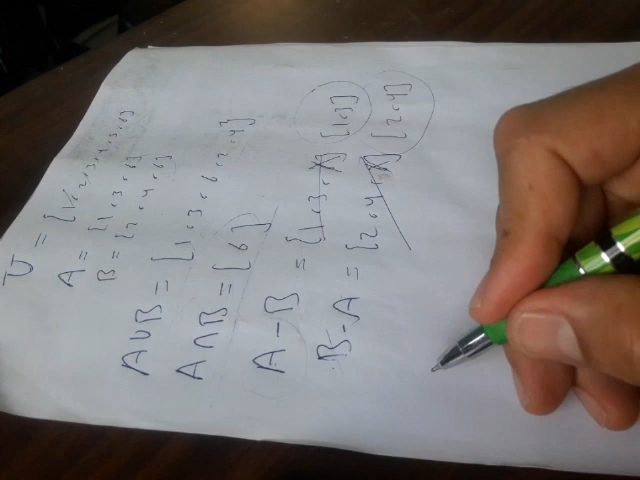 U = [1.2.3.4.5.6]
A = [1.3.6]
B = [2.4.6]
A∪B = [1.3.6.2.4]
A∩B = [6]
A-B = [1.3. [1.3]
B-A = [2.4. [2.4]